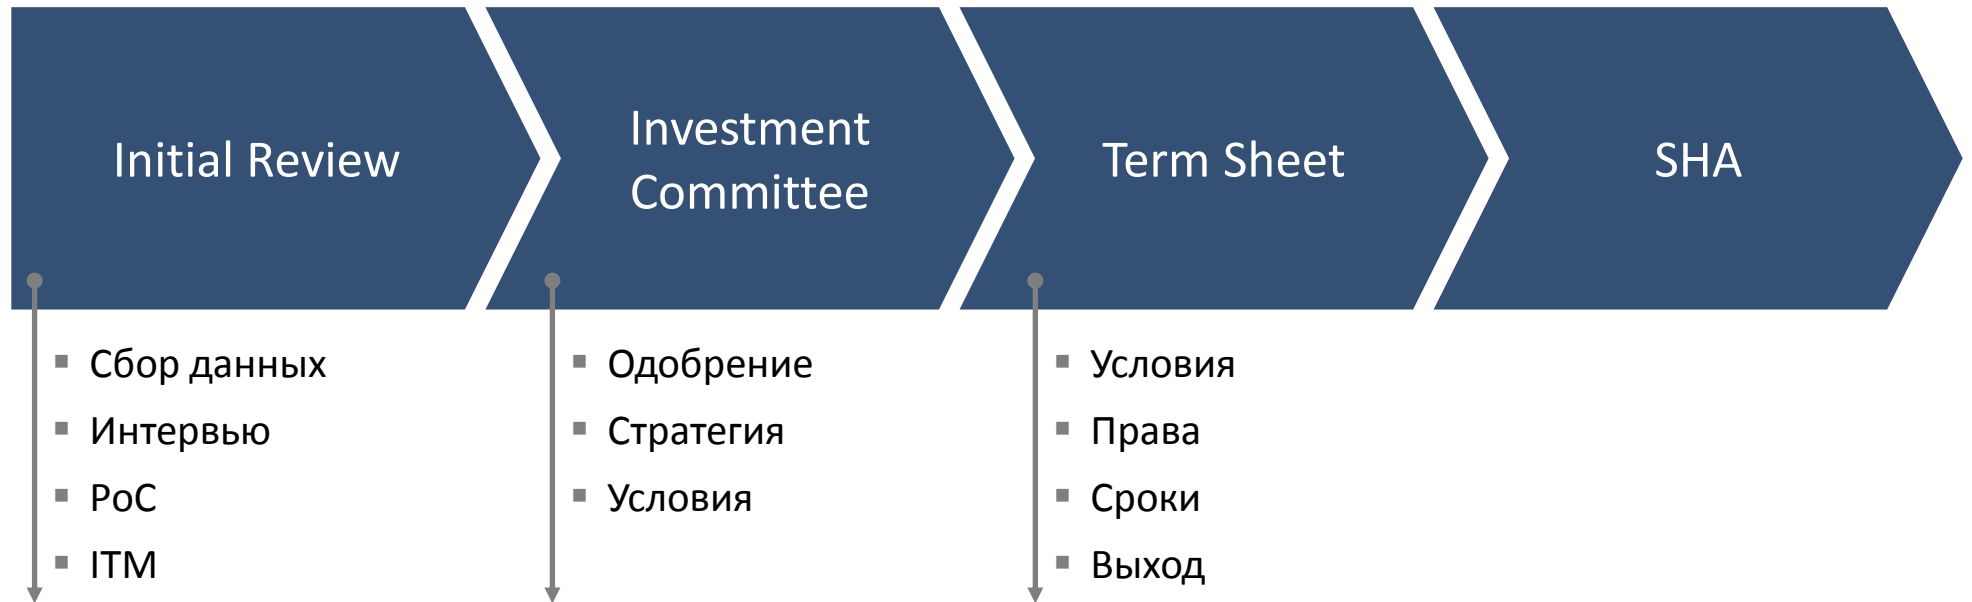 Initial Review
Investment
Committee
Term Sheet
SHA
Сбор данных
Интервью
PoC
ITM
Одобрение
Стратегия
Условия
Условия
Права
Сроки
Выход